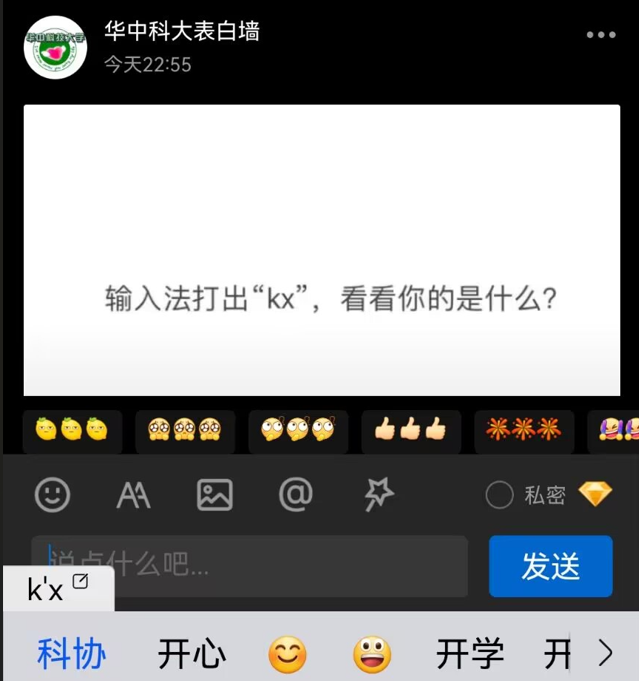 华中科大表白墙
今天22:55
输入法打出“kx”，看看你的是什么?
私密
说点什么吧...
发送
k'x
科协 开心 开学 开